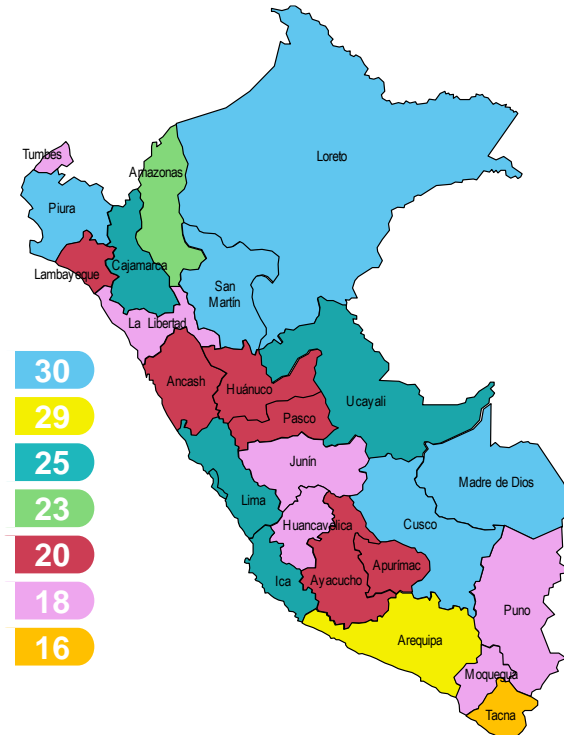 Tumbes
Amazonas
Loreto
Piura
Lambayeque
Cajamarca
San
Martín
La Libertad
Ancash
Huánuco
Ucayali
Pasco
Junín
Madre de Dios
Lima
Huancavelica
Cusco
Ica
Ayacucho
Apurímac
Puno
Arequipa
Moquegua
Tacna
30
29
25
23
20
18
16